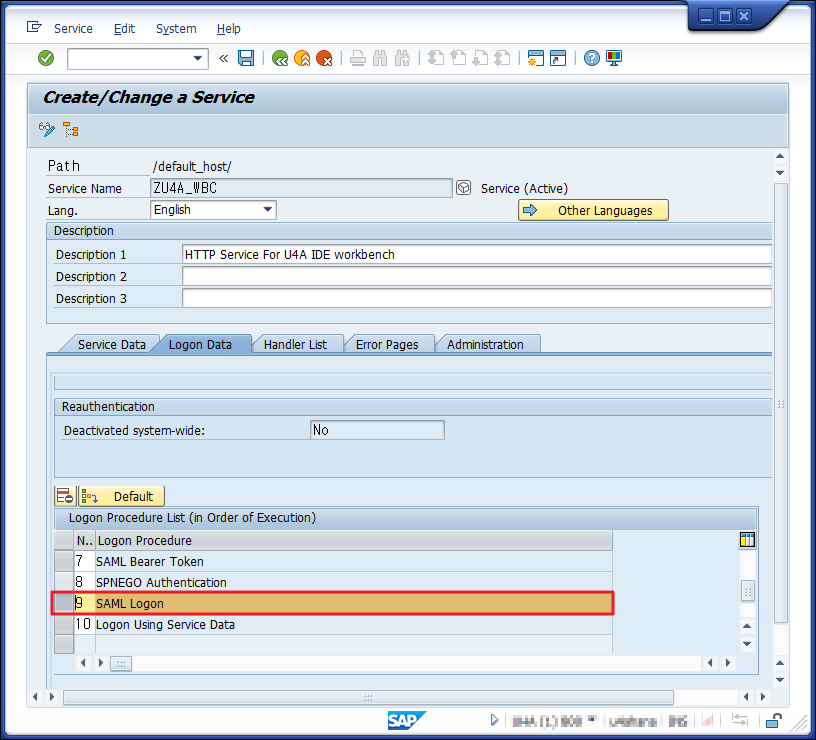 Service Edit System Help
Create/Change a Service
Path /default_host/
Service Name ZU4A_WBC Service (Active)
Lang. English Other Languages
Description
Description 1 HTTP Service For U4A IDE workbench
Description 2
Description 3
Service Data Logon Data Handler List Error Pages Administration
Reauthentication
Deactivated system-wide: No
Default
Logon Procedure List (in Order of Execution)
N.. Logon Procedure
7 SAML Bearer Token
8 SPNEGO Authentication
9 SAML Logon
10 Logon Using Service Data
SAP